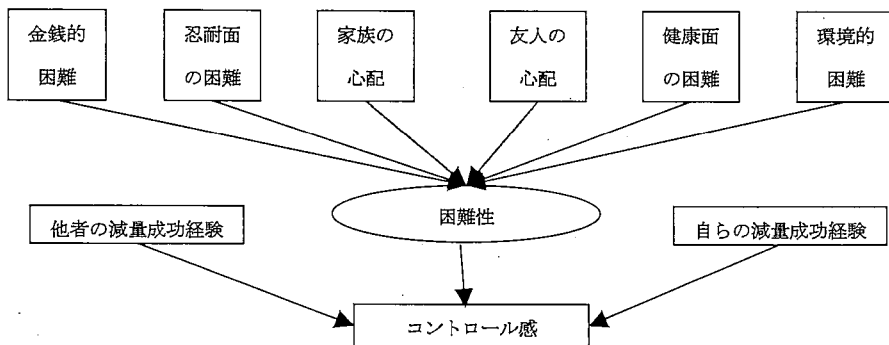 金銭的
困難
忍耐面
の困難
家族の
心配
友人の
心配
健康面
の困難
環境的
困難
困難性
他者の減量成功経験
自らの減量成功経験
コントロール感